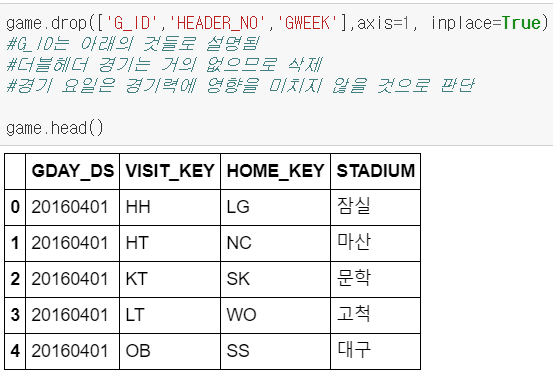 game.drop(['G_ID','HEADER_NO','GWEEK'],axis=1, inplace=True)
#G_ID는 아래의 것들로 설명됨
#더블헤더 경기는 거의 없으므로 삭제
#경기 요일은 경기력에 영향을 미치지 않을 것으로 판단
game.head()
GDAY_DS VISIT_KEY HOME_KEY STADIUM
0 20160401 HH LG 잠실
1 20160401 HT NC 마산
2 20160401 KT SK 문학
3 20160401 LT WO 고척
4 20160401 OB SS 대구